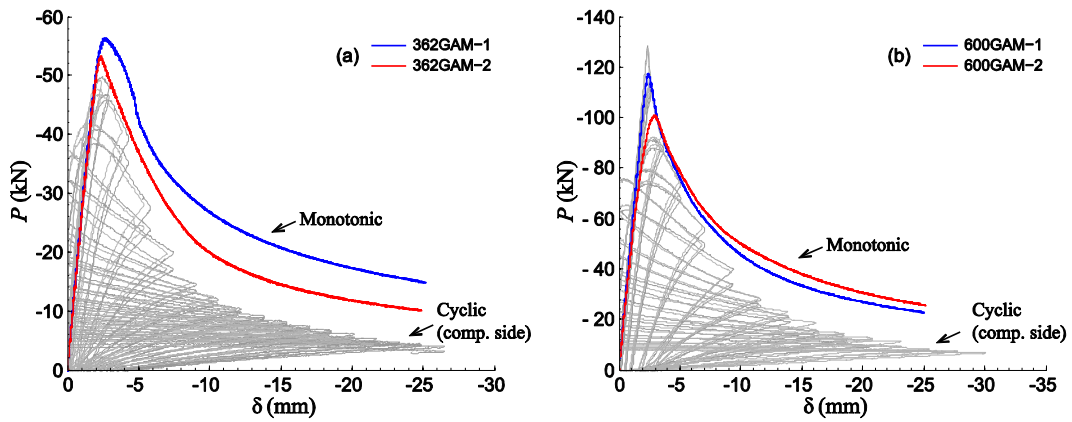 -60
-50
-40
-30
-20
-10
0
P (kN)
(a)
362GAM−1
362GAM−2
Monotonic
Cyclic
(comp. side)
0 -5 -10 -15 -20 -25 -30
δ (mm)
-140
-120
-100
-80
-60
-40
-20
0
P (kN)
(b)
600GAM−1
600GAM−2
Monotonic
Cyclic
(comp. side)
0 -5 -10 -15 -20 -25 -30 -35
δ (mm)